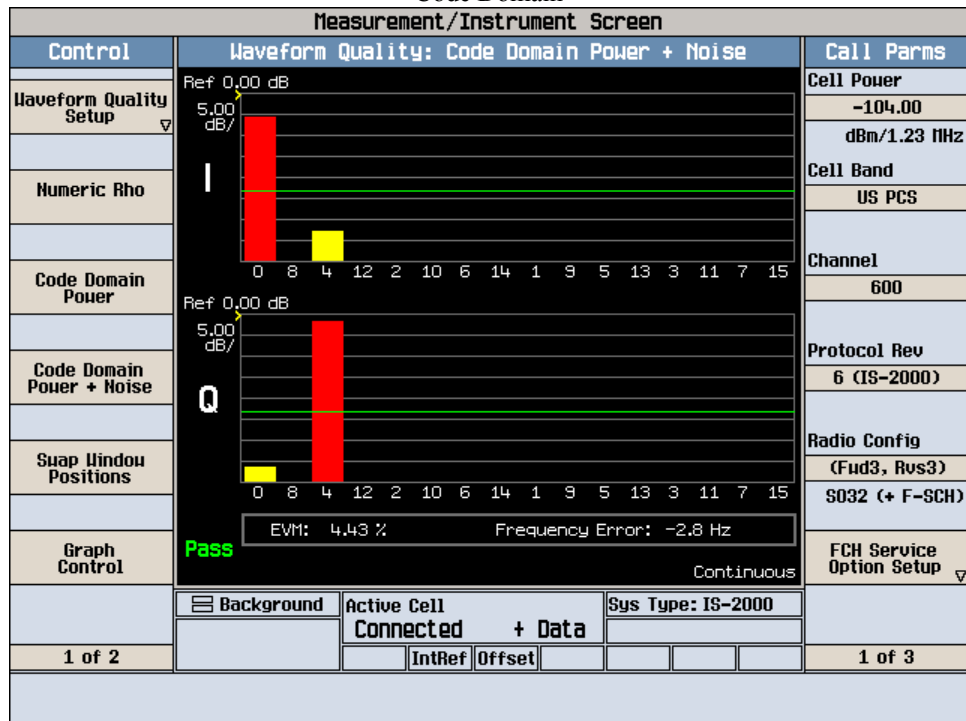 Code Domain
Measurement/Instrument Screen
Control
Waveform Quality: Code Domain Power + Noise
Call Parms
Waveform Quality
Setup
Numeric Rho
Code Domain
Power
Code Domain
Power + Noise
Swap Window
Positions
Graph
Control
1 of 2
Ref 0.00 dB
5.00
dB/
I
0 8 4 12 2 10 6 14 1 9 5 13 3 11 7 15
Ref 0.00 dB
5.00
dB/
Q
0 8 4 12 2 10 6 14 1 9 5 13 3 11 7 15
EVM: 4.43 % Frequency Error: -2.8 Hz
Pass
Continuous
Background
Active Cell
Connected + Data
Sys Type: IS-2000
IntRef Offset
Cell Power
-104.00
dBm/1.23 MHz
Cell Band
US PCS
Channel
600
Protocol Rev
6 (IS-2000)
Radio Config
(Fwd3, Rvs3)
SO32 (+ F-SCH)
FCH Service
Option Setup
1 of 3